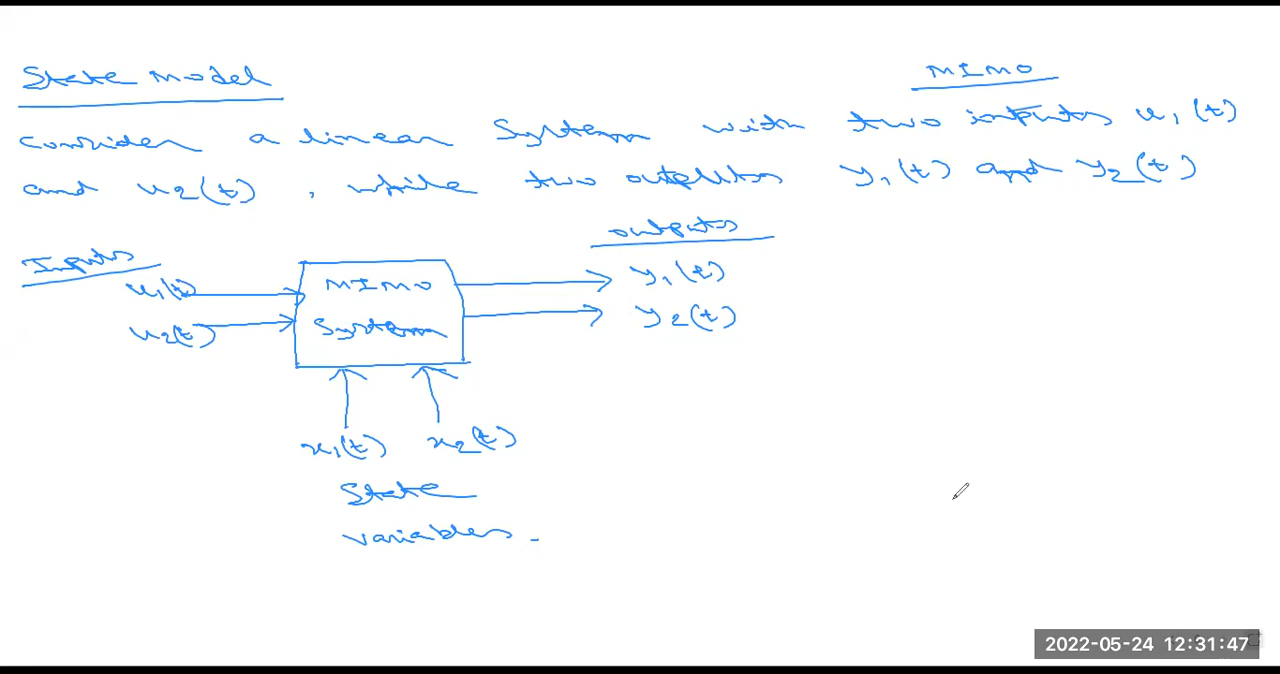 MIMO
State Model
Consider a linear System with two intputs u1(t)
and u2(t), while two outputs y1(t) and y2(t)
outputs
Inputs
u1(t) MIMO y1(t)
u2(t) System y2(t)
x1(t) x2(t)
State
variables.
2022-05-24 12:31:47